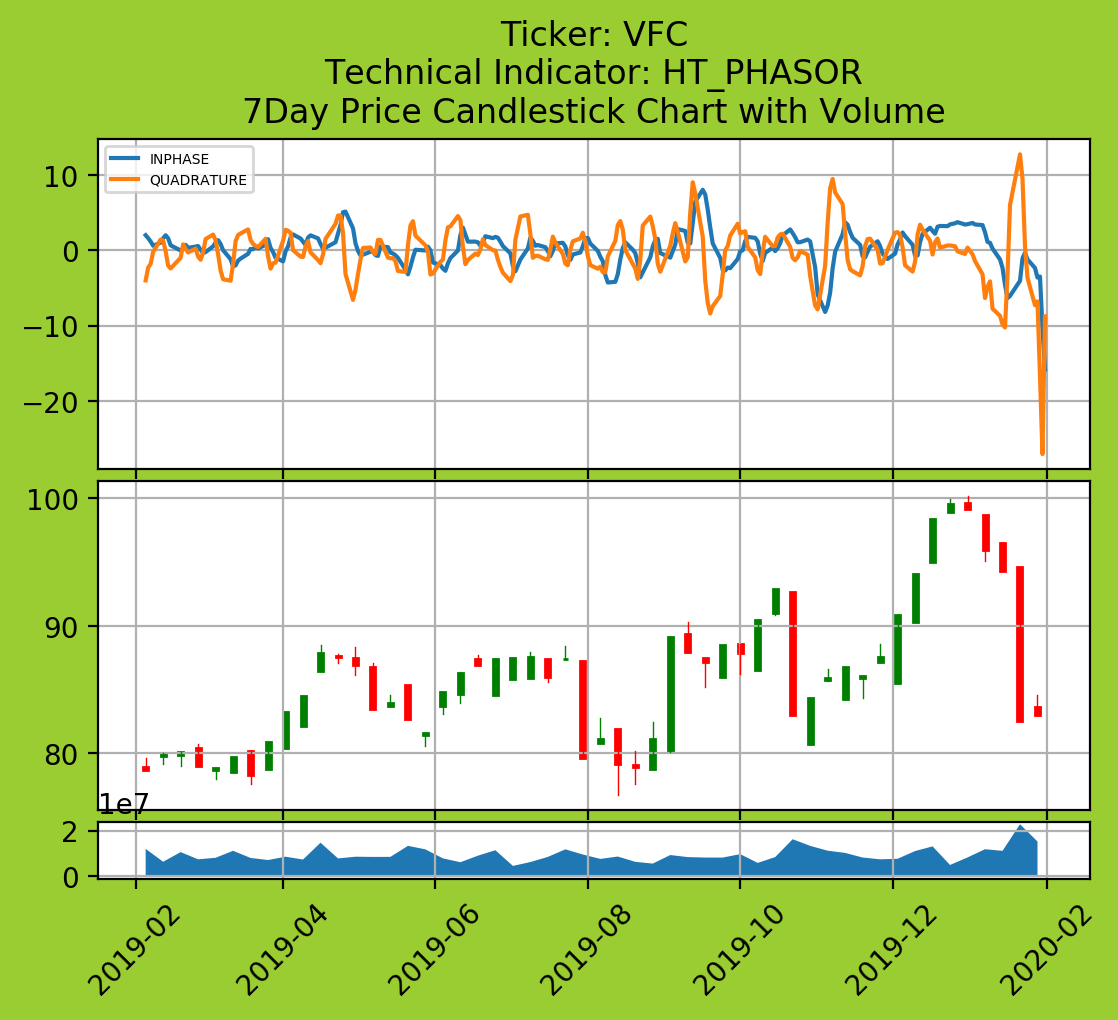 Ticker: VFC
Technical Indicator: HT_PHASOR
7Day Price Candlestick Chart with Volume
INPHASE
QUADRATURE
10
0
−10
−20
100
90
80
1e7
2
0
2019-02
2019-04
2019-06
2019-08
2019-10
2019-12
2020-02